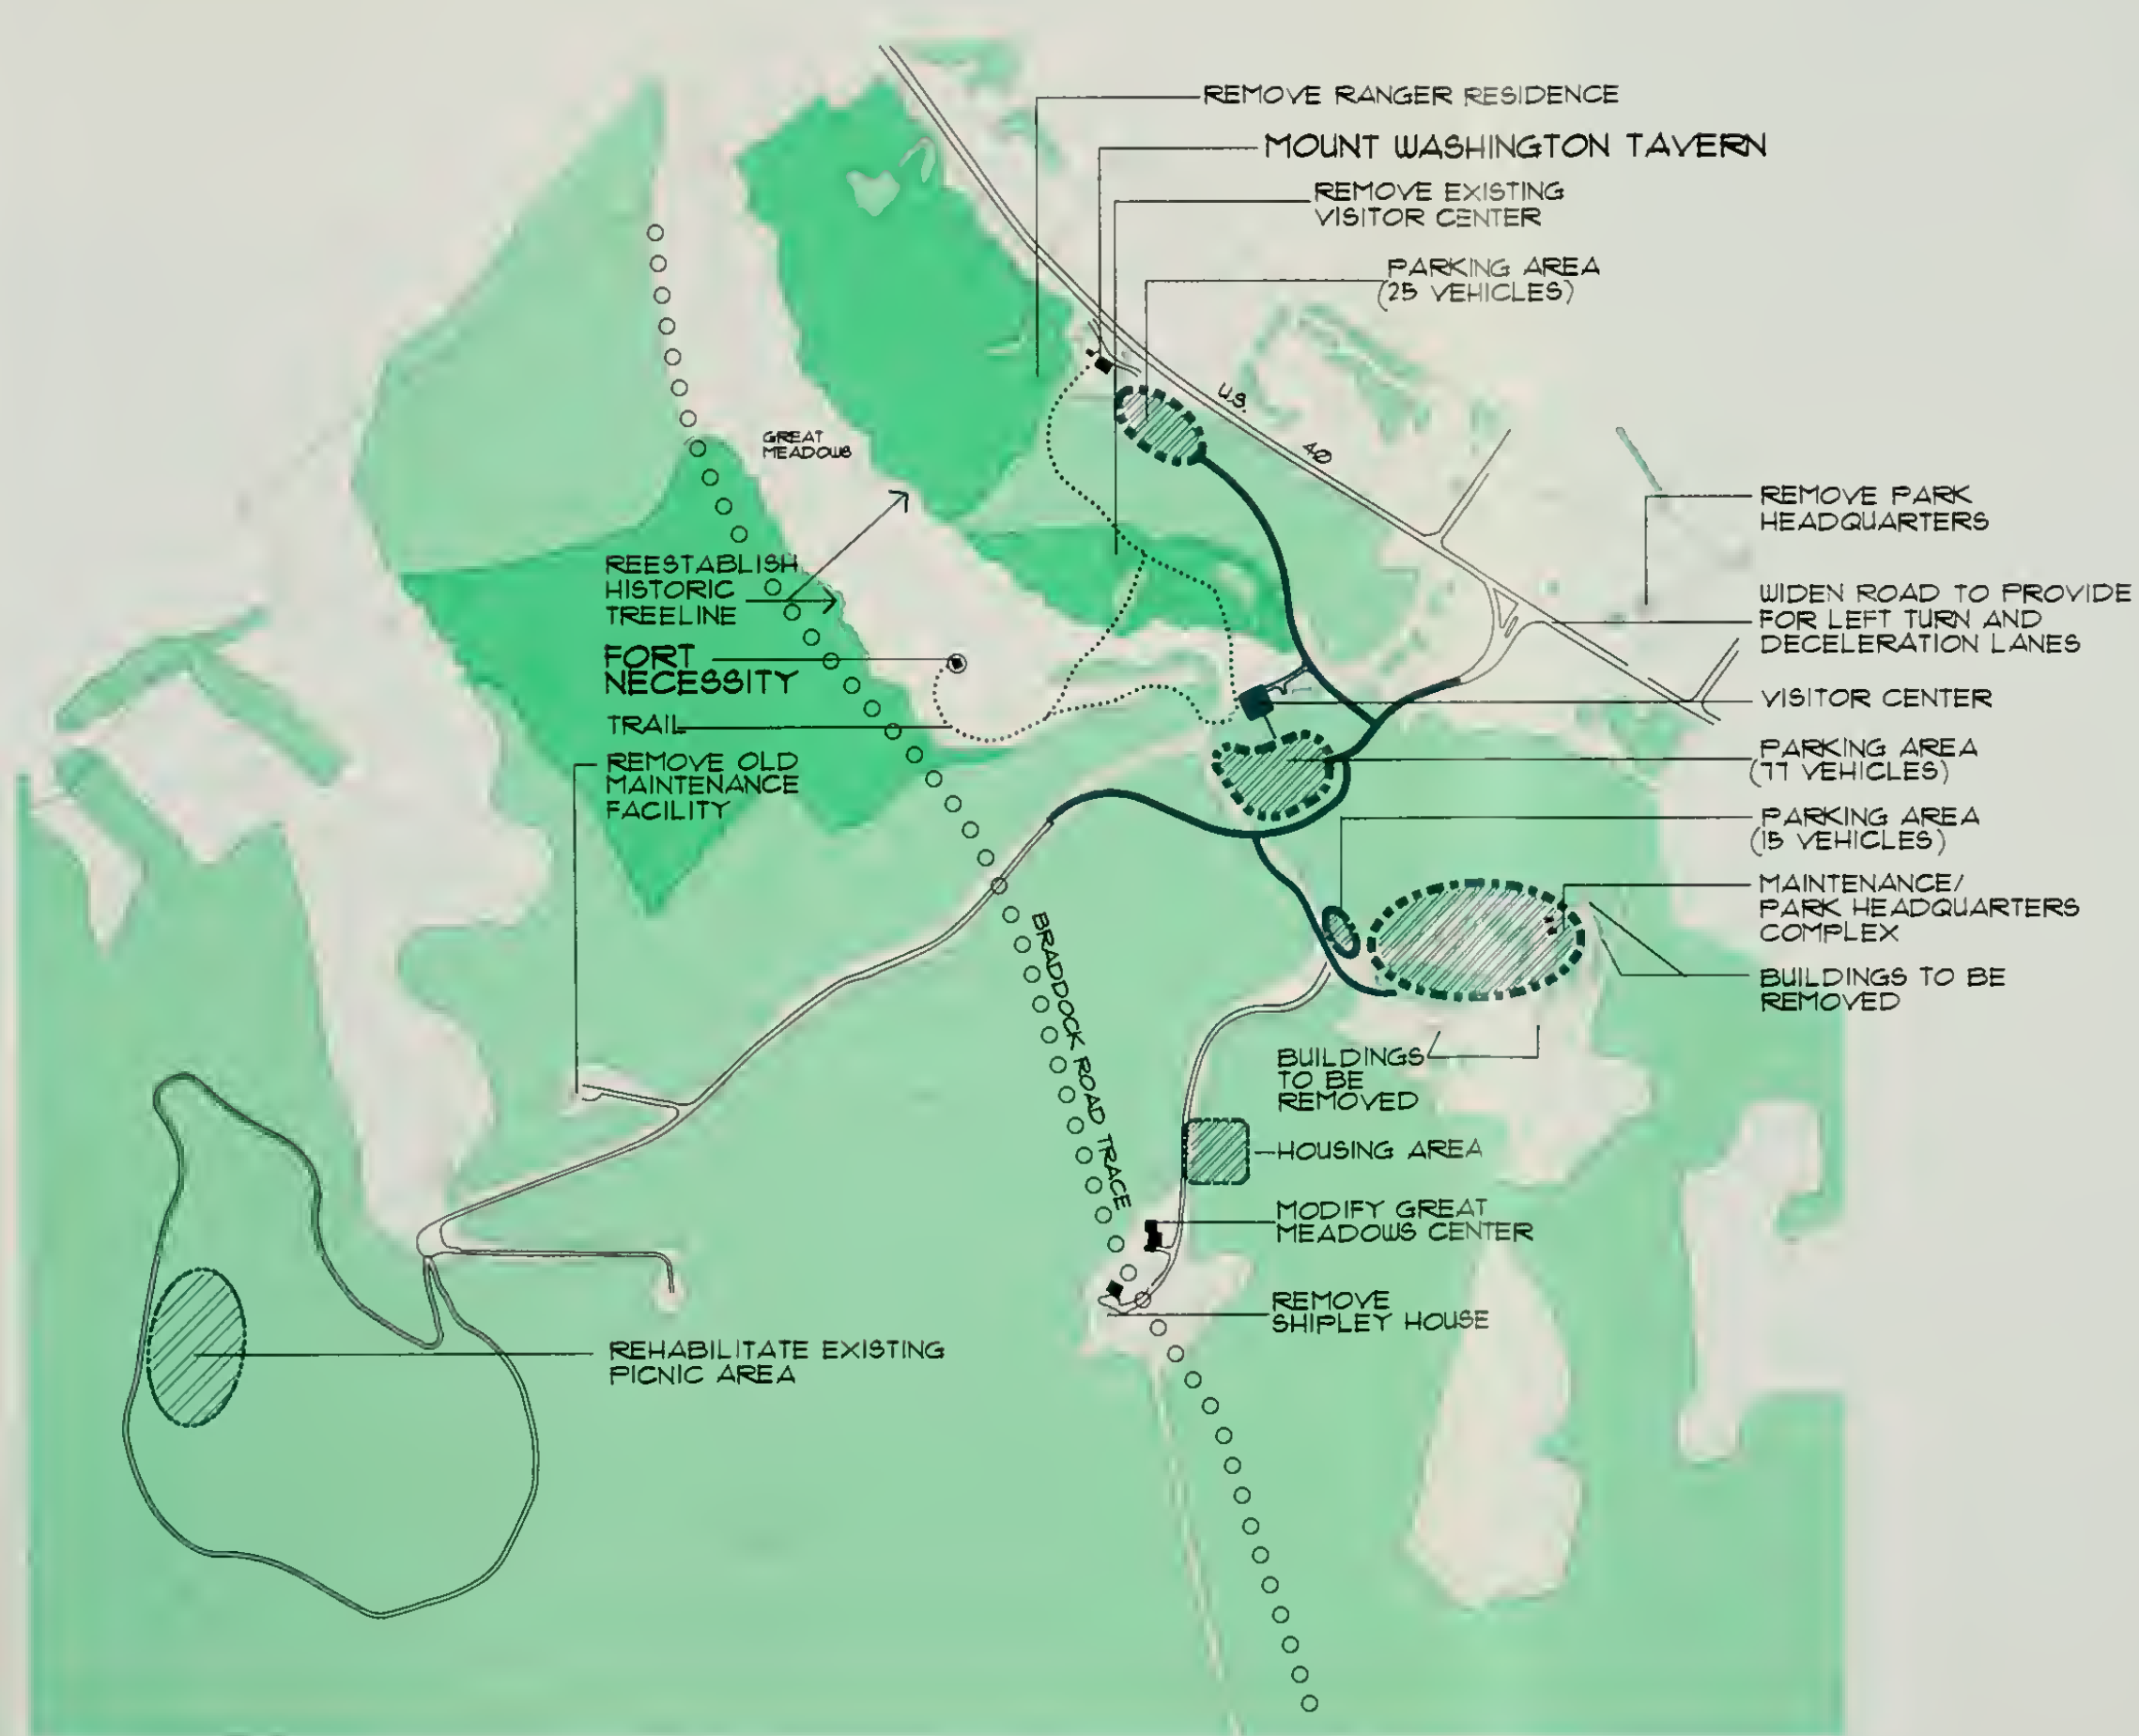 REMOVE RANGER RESIDENCE
MOUNT WASHINGTON TAVERN
REMOVE EXISTING
VISITOR CENTER
PARKING AREA
(25 VEHICLES)
U.S.
40
GREAT
MEADOWS
REMOVE PARK
HEADQUARTERS
REESTABLISH
HISTORIC
TREELINE
WIDEN ROAD TO PROVIDE
FOR LEFT TURN AND
DECELERATION LANES
FORT
NECESSITY
VISITOR CENTER
TRAIL
PARKING AREA
(77 VEHICLES)
REMOVE OLD
MAINTENANCE
FACILITY
PARKING AREA
(15 VEHICLES)
MAINTENANCE/
PARK HEADQUARTERS
COMPLEX
BUILDINGS TO BE
REMOVED
BRADDOCK ROAD TRACE
BUILDINGS
TO BE
REMOVED
HOUSING AREA
MODIFY GREAT
MEADOWS CENTER
REMOVE
SHIPLEY HOUSE
REHABILITATE EXISTING
PICNIC AREA